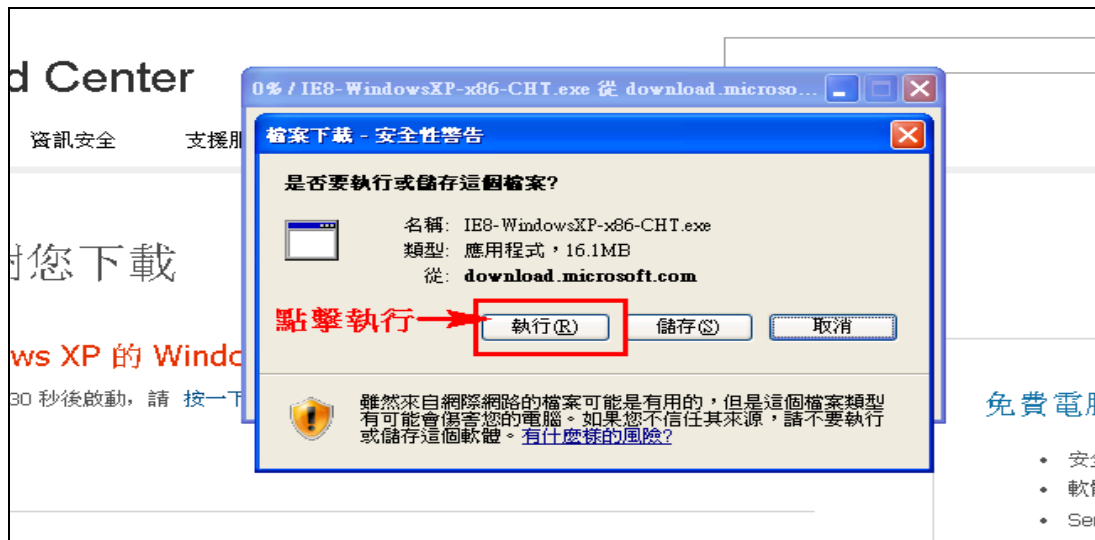 d Center
0% / IE8-WindowsXP-x86-CHT.exe 從 download.microso...
資訊安全
支援服
檔案下載 - 安全性警告
是否要執行或儲存這個檔案?
名稱: IE8-WindowsXP-x86-CHT.exe
類型: 應用程式，16.1MB
從: download.microsoft.com
您下載
點擊執行
執行(R)
儲存(S)
取消
ws XP 的 Windo
30 秒後啟動，請 按一下
雖然來自網際網路的檔案可能是有用的，但是這個檔案類型
有可能會傷害您的電腦。如果您不信任其來源，請不要執行
或儲存這個軟體。有什麼樣的風險?
免費電腦
安全
軟體
Ser